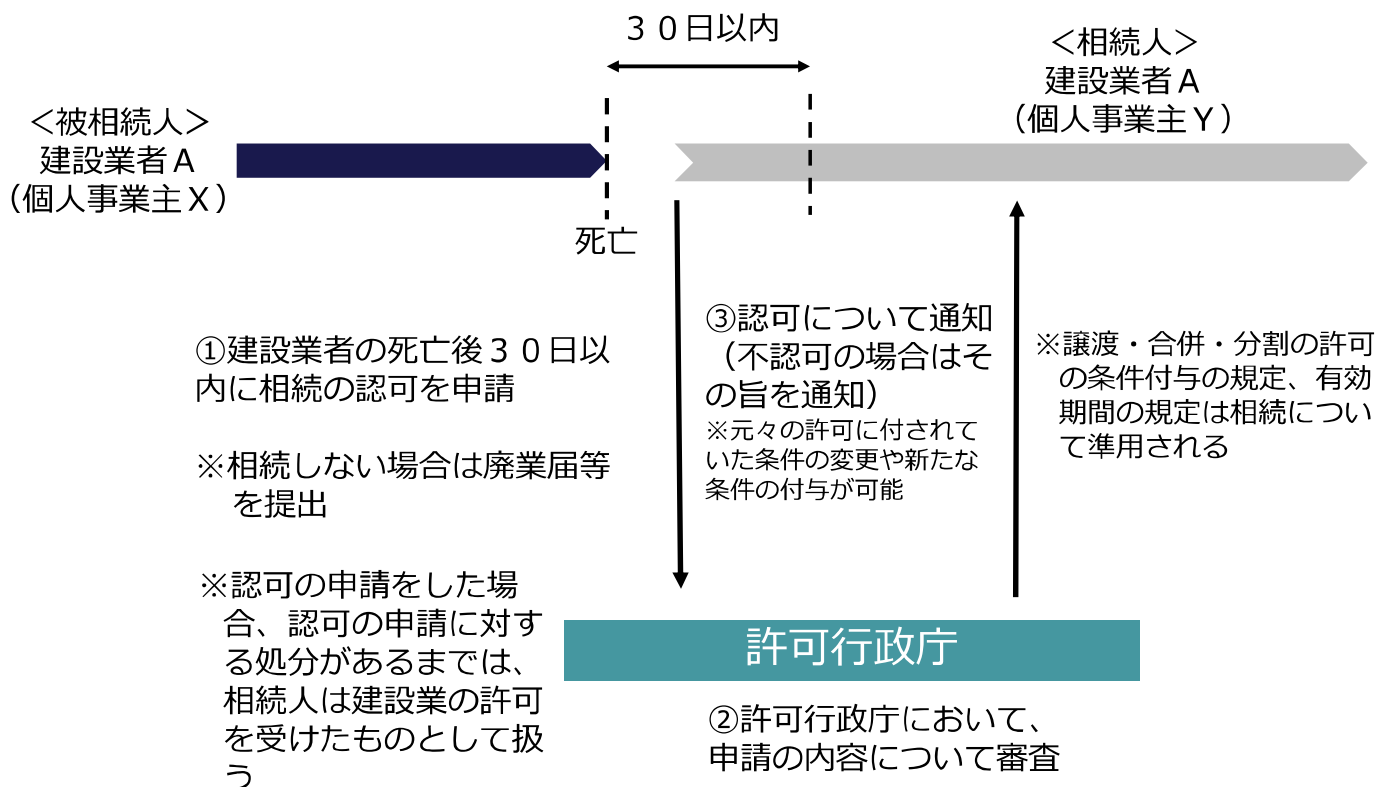 ３０日以内
＜相続人＞
建設業者Ａ
（個人事業主Ｙ）
＜被相続人＞
建設業者Ａ
（個人事業主Ｘ）
死亡
①建設業者の死亡後３０日以
内に相続の認可を申請
※相続しない場合は廃業届等
を提出
※認可の申請をした場
合、認可の申請に対す
る処分があるまでは、
相続人は建設業の許可
を受けたものとして扱
う
③認可について通知
（不認可の場合はそ
の旨を通知）
※元々の許可に付されて
いた条件の変更や新たな
条件の付与が可能
※譲渡・合併・分割の許可
の条件付与の規定、有効
期間の規定は相続につい
て準用される
許可行政庁
②許可行政庁において、
申請の内容について審査